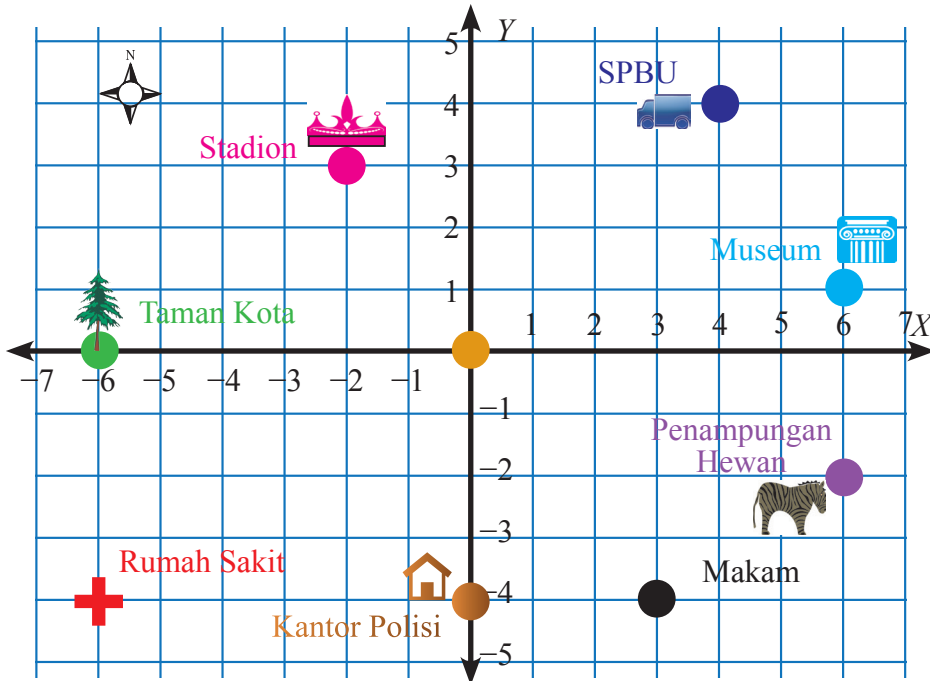 5
Y
N
SPBU
4
Stadion
3
2
Museum
1
Taman Kota
1 2 3 4 5 6 7 X
−7 −6 −5 −4 −3 −2 −1
−1
Penampungan
Hewan
−2
−3
Rumah Sakit
Makam
−4
Kantor Polisi
−5